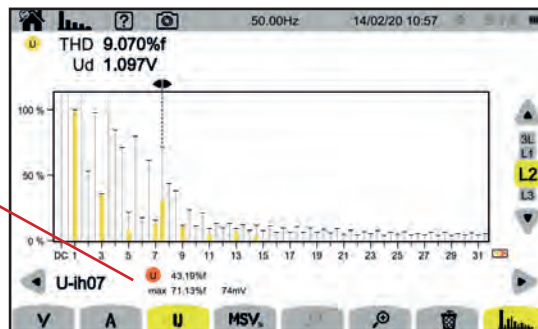 ?
50.00Hz 14/02/20 10:57
U THD 9.070%f
Ud 1.097V
100 %
50 %
0 %
DC 1 3 5 7 9 11 13 15 17 19 21 23 25 27 29 31
3L
L1
L2
L3
U-ih07
U 43.19%f
max 71.13%f 74mV
V A U MSV